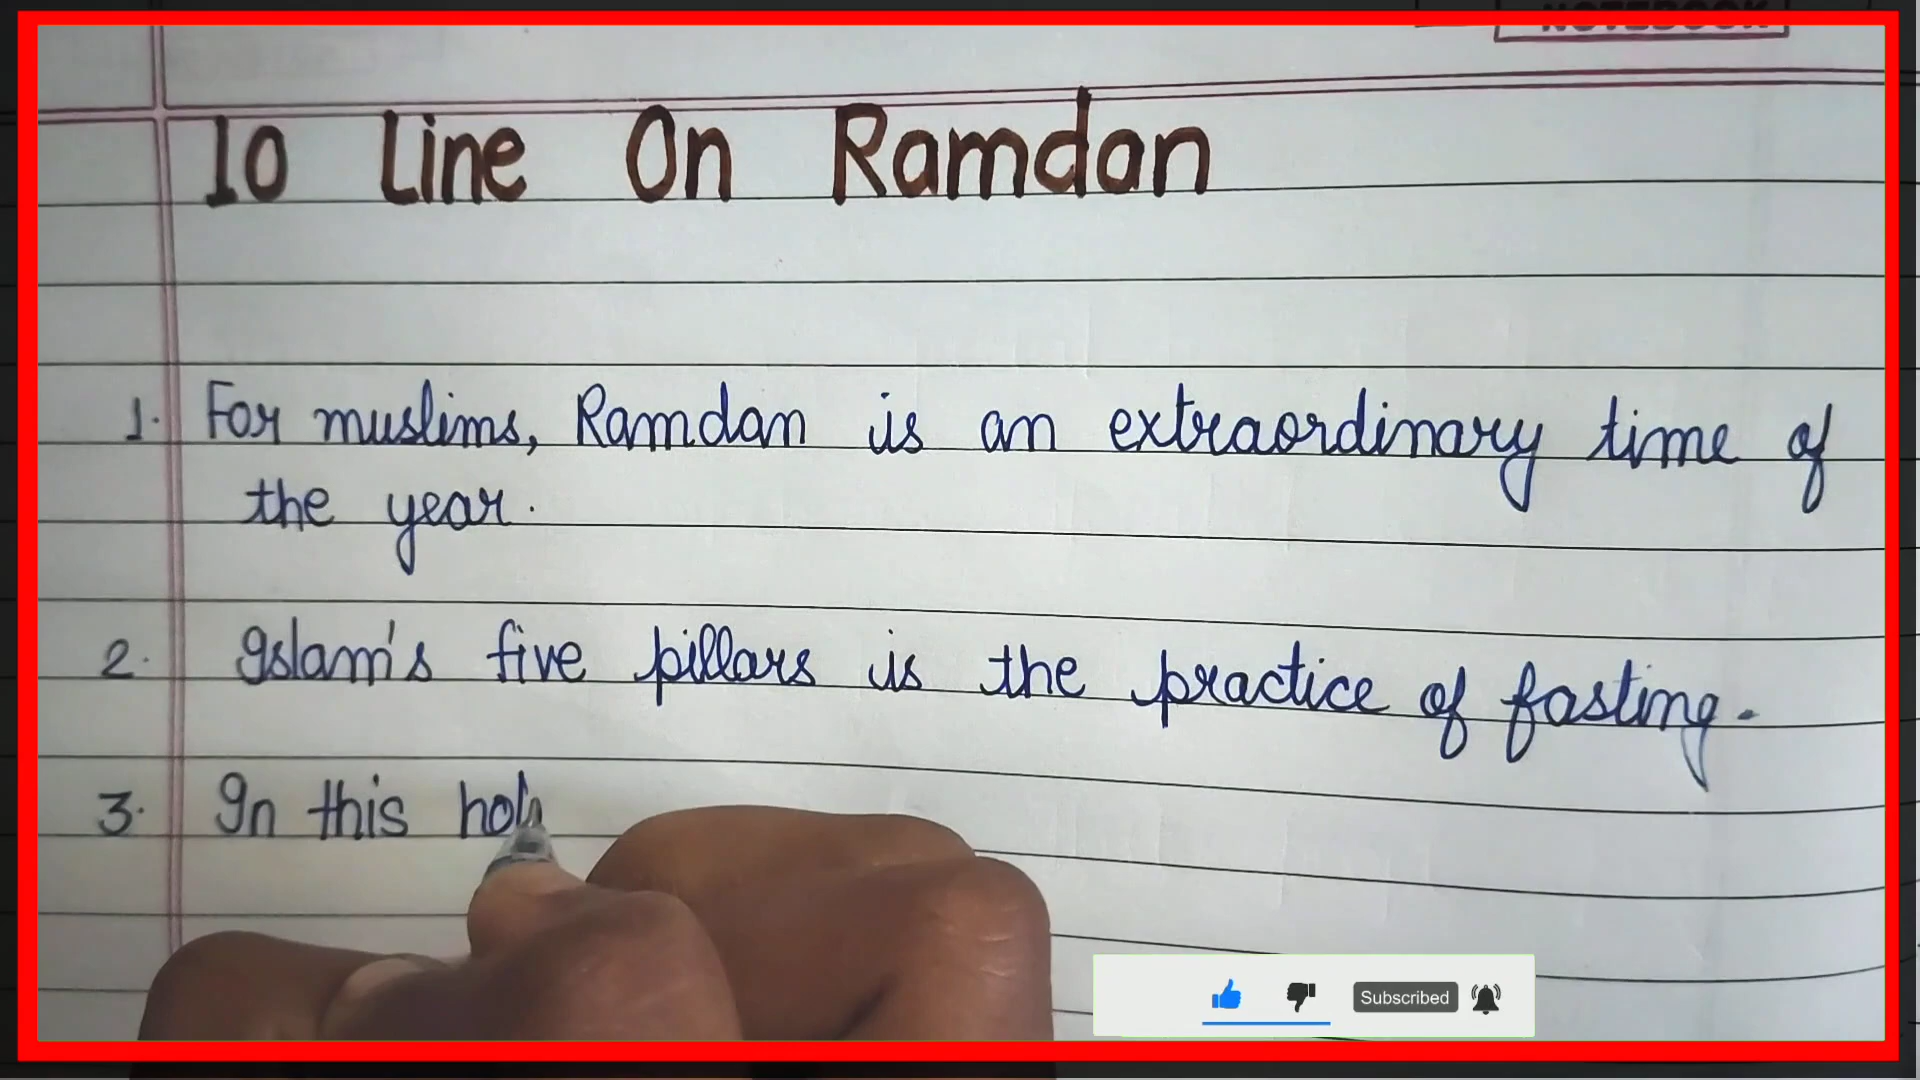 NOTEBOOK
10 Line On Ramdan
1. For muslims, Ramdan is an extraordinary time of
the year.
2. Islam's five pillars is the practice of fasting.
3. In this
Subscribed